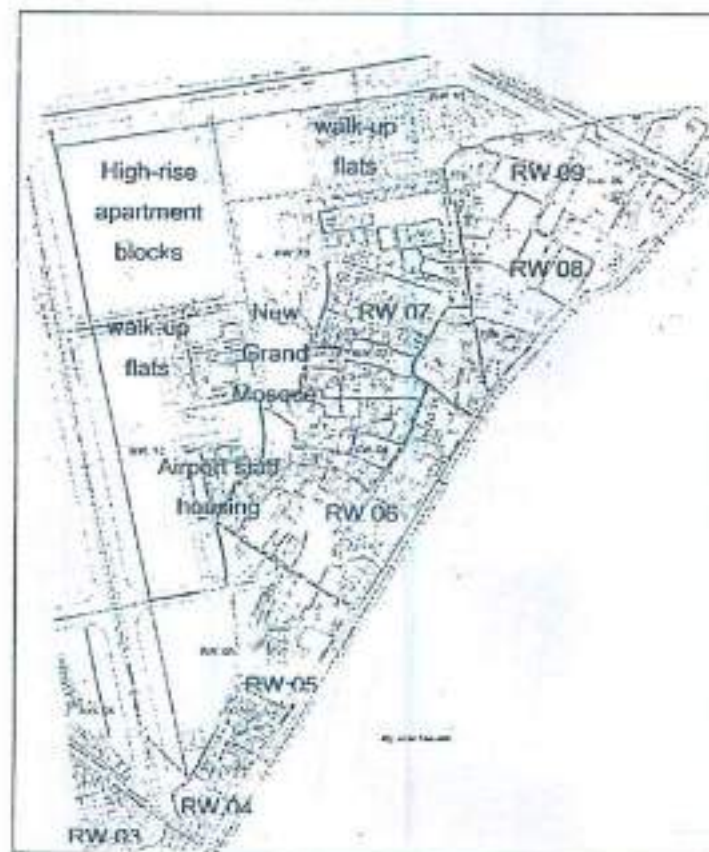 walk-up
flats
High-rise
apartment
blocks
RW 09
RW 08
New
Grand
Mosque
RW 07
walk-up
flats
Airport staff
housing
RW 06
RW 05
RW 04
RW 03